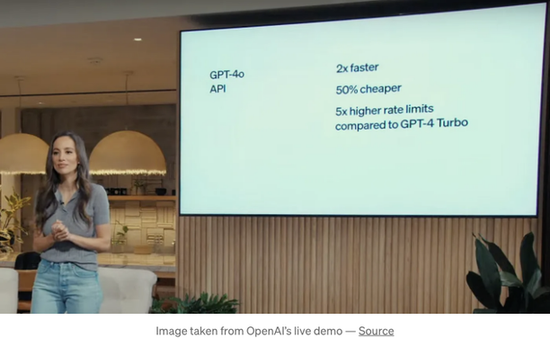 GPT-4o
API
2x faster
50% cheaper
5x higher rate limits
compared to GPT-4 Turbo
Image taken from OpenAI's live demo — Source